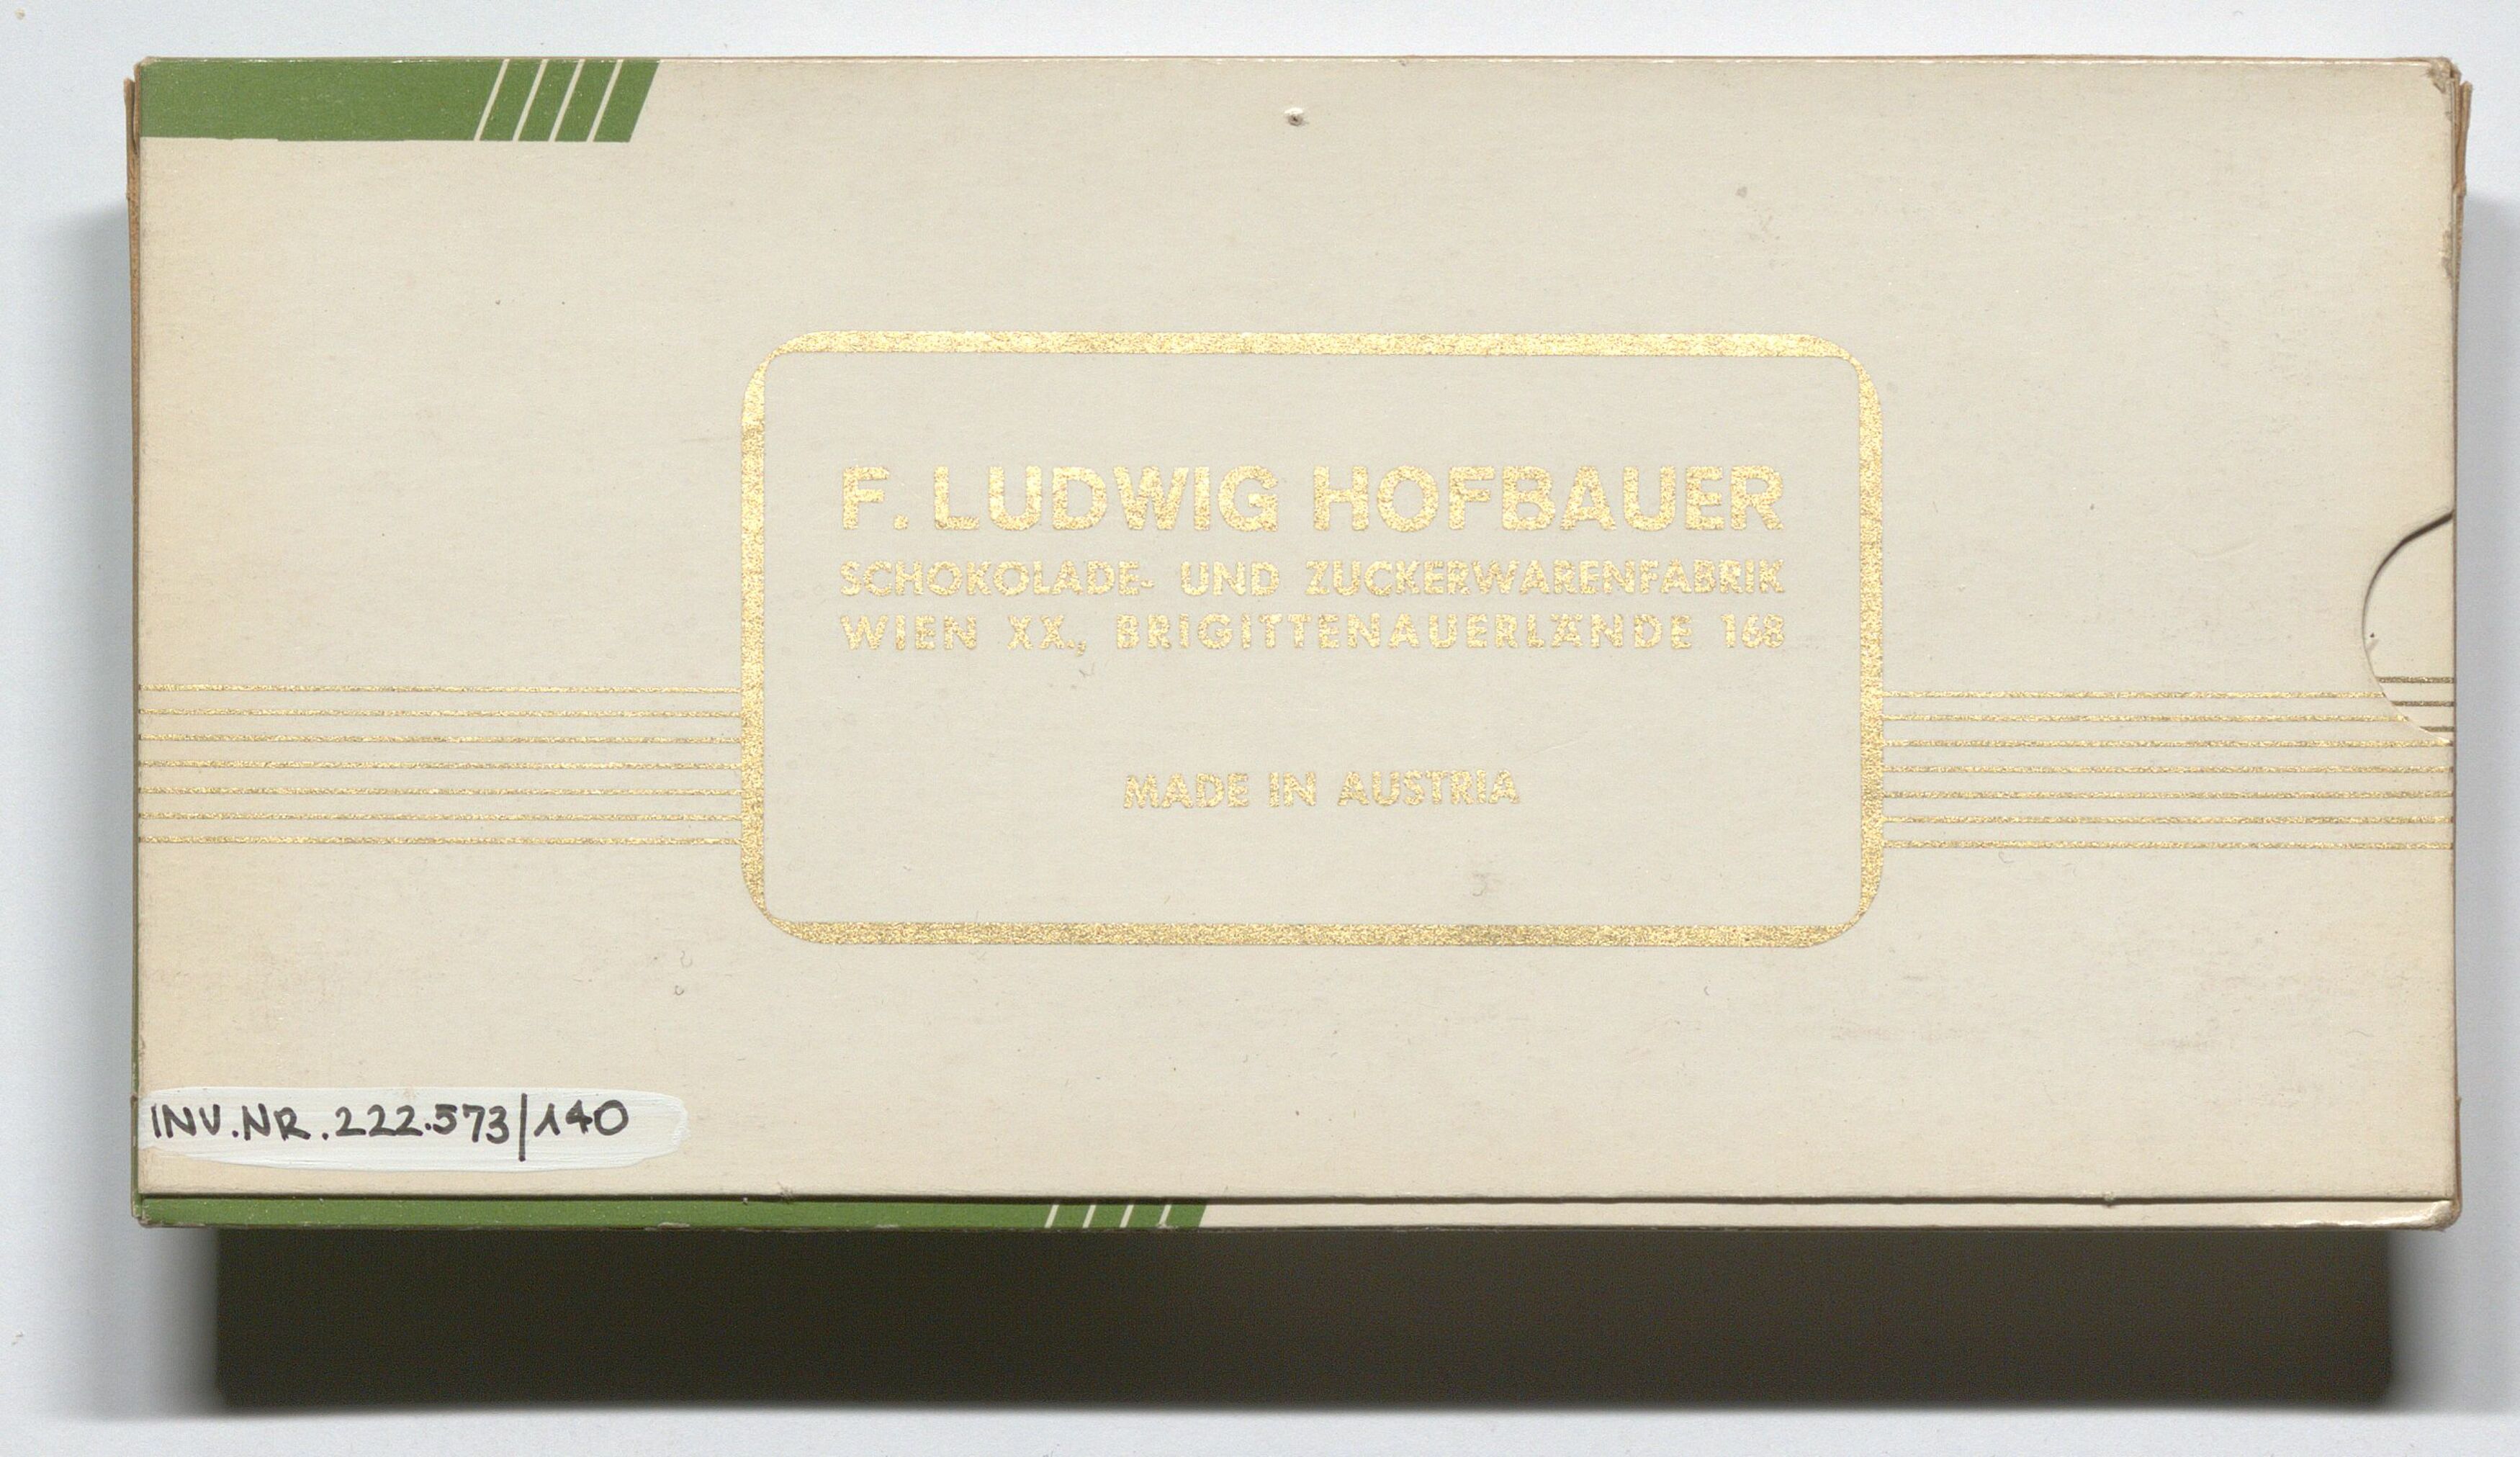 F. LUDWIG HOFBAUER
SCHOKOLADE- UND ZUCKERWARENFABRIK
WIEN XX., BRIGITTENAUERLÄNDE 168
MADE IN AUSTRIA
INV.NR.222.573/140